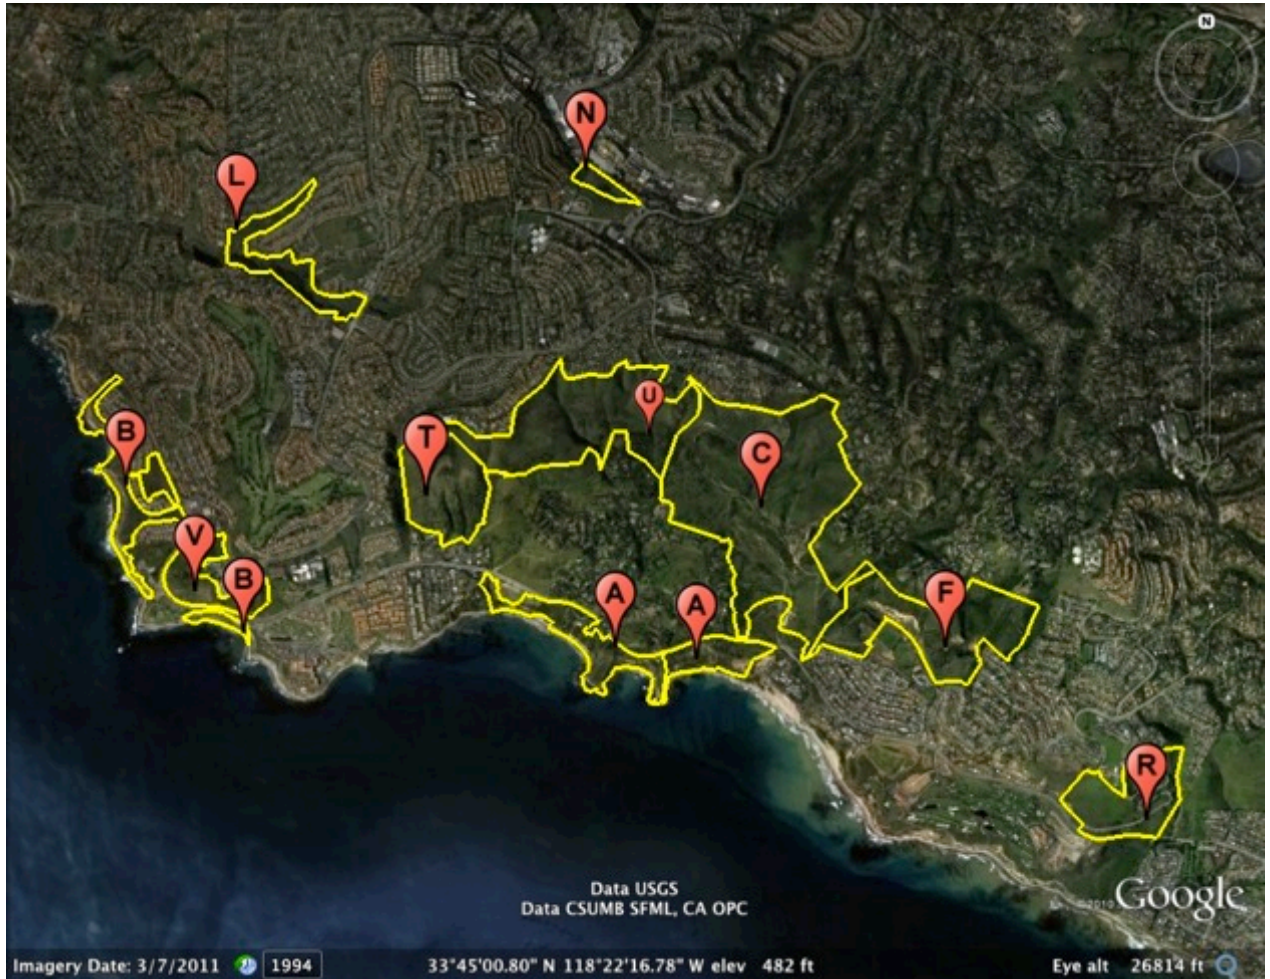 N
N
L
U
B
T
C
V
B
A
A
F
R
Data USGS
Data CSUMB SFML, CA OPC
©2010 Google
Imagery Date: 3/7/2011 1994 33°45'00.80" N 118°22'16.78" W elev 482 ft Eye alt 26814 ft